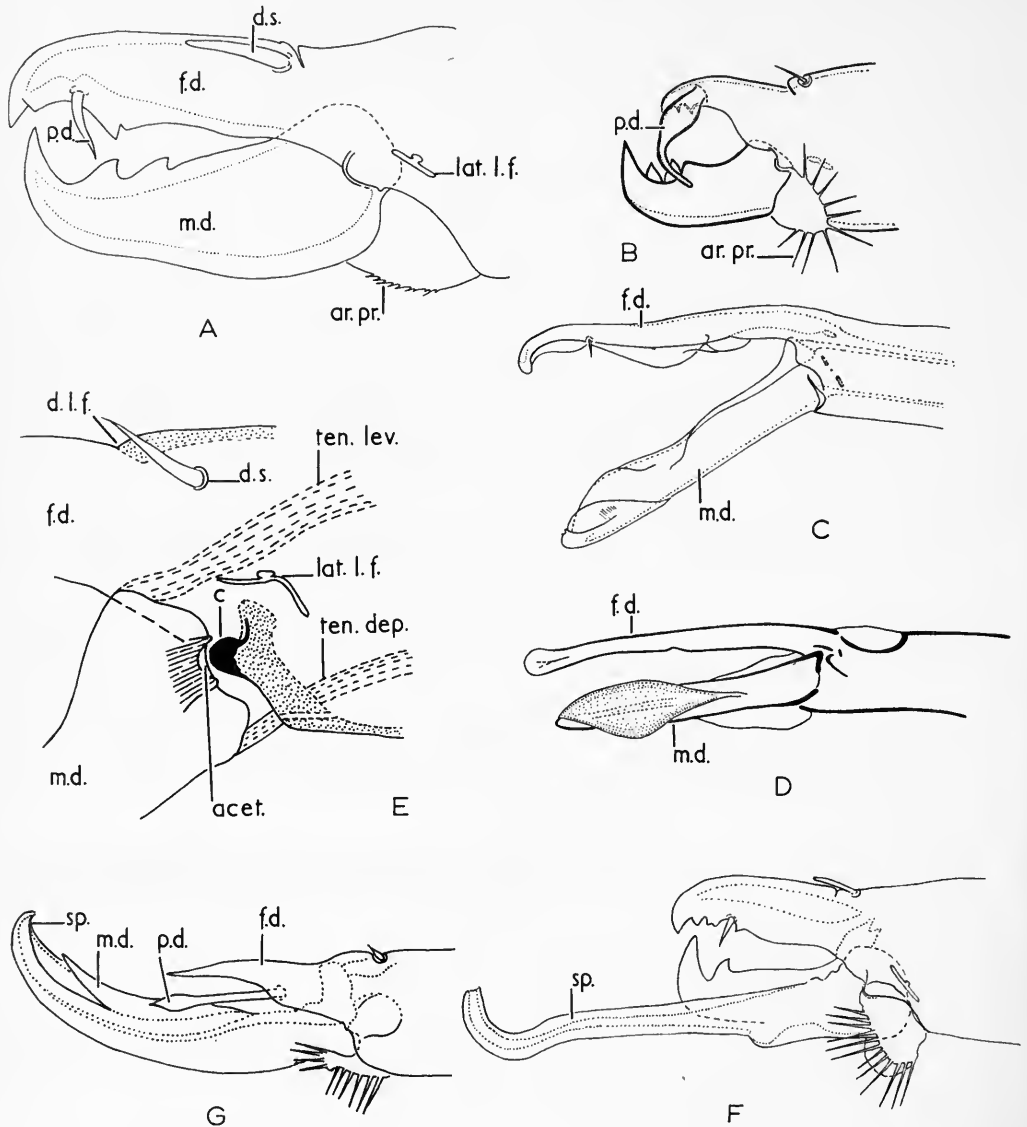 d.s.
f.d.
p.d.
lat. l.f.
m.d.
ar. pr.
A
p.d.
B
ar. pr.
f.d.
m.d.
C
d.l.f.
ten. lev.
d.s.
f.d.
lat. l.f.
c
ten. dep.
m.d.
acet.
E
f.d.
m.d.
D
sp.
m.d.
p.d.
f.d.
G
sp.
F